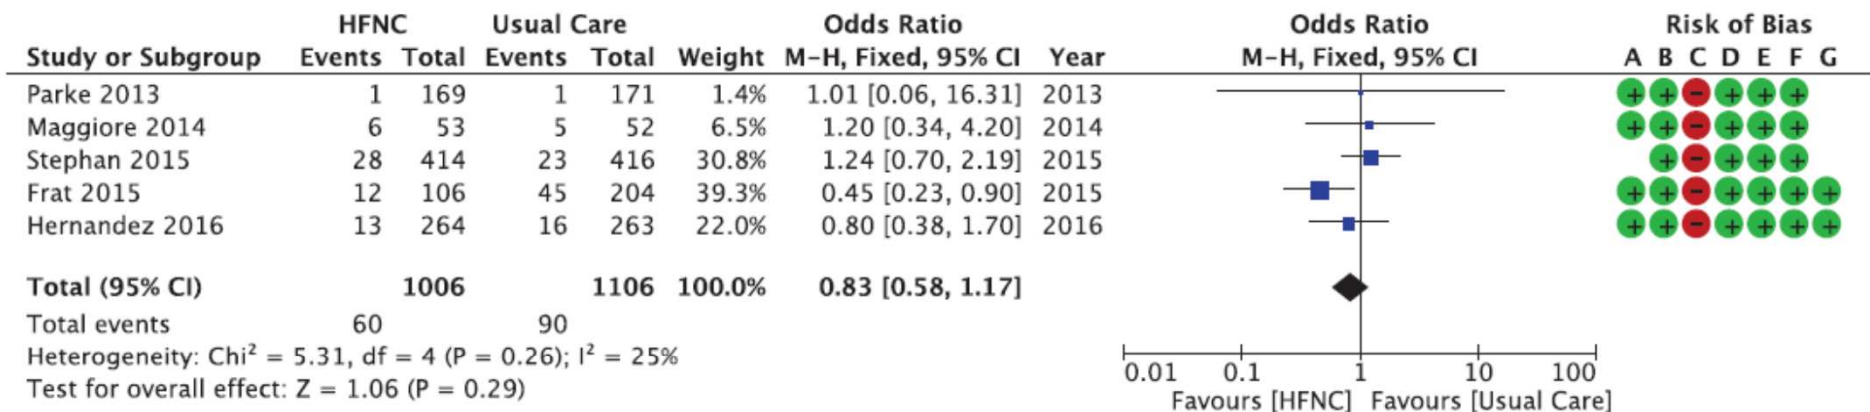 HFNC Usual Care Odds Ratio Odds Ratio Risk of Bias
Study or Subgroup Events Total Events Total Weight M-H, Fixed, 95% CI Year M-H, Fixed, 95% CI A B C D E F G
Parke 2013 1 169 1 171 1.4% 1.01 [0.06, 16.31] 2013 + + − + + +
Maggiore 2014 6 53 5 52 6.5% 1.20 [0.34, 4.20] 2014 + + − + + +
Stephan 2015 28 414 23 416 30.8% 1.24 [0.70, 2.19] 2015 + − + + +
Frat 2015 12 106 45 204 39.3% 0.45 [0.23, 0.90] 2015 + + − + + + +
Hernandez 2016 13 264 16 263 22.0% 0.80 [0.38, 1.70] 2016 + + − + + + +
Total (95% CI) 1006 1106 100.0% 0.83 [0.58, 1.17]
Total events 60 90
Heterogeneity: Chi² = 5.31, df = 4 (P = 0.26); I² = 25%
Test for overall effect: Z = 1.06 (P = 0.29)
0.01 0.1 1 10 100
Favours [HFNC] Favours [Usual Care]